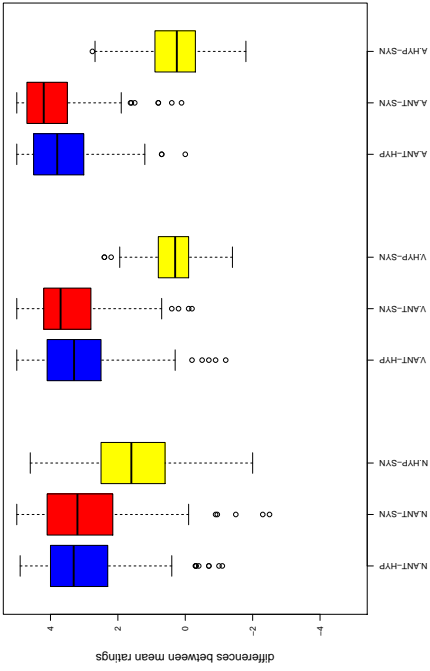 A.HYP−SYN
A.ANT−SYN
A.ANT−HYP
V.HYP−SYN
V.ANT−SYN
V.ANT−HYP
N.HYP−SYN
N.ANT−SYN
N.ANT−HYP
4 2 0 −2 −4
differences between mean ratings